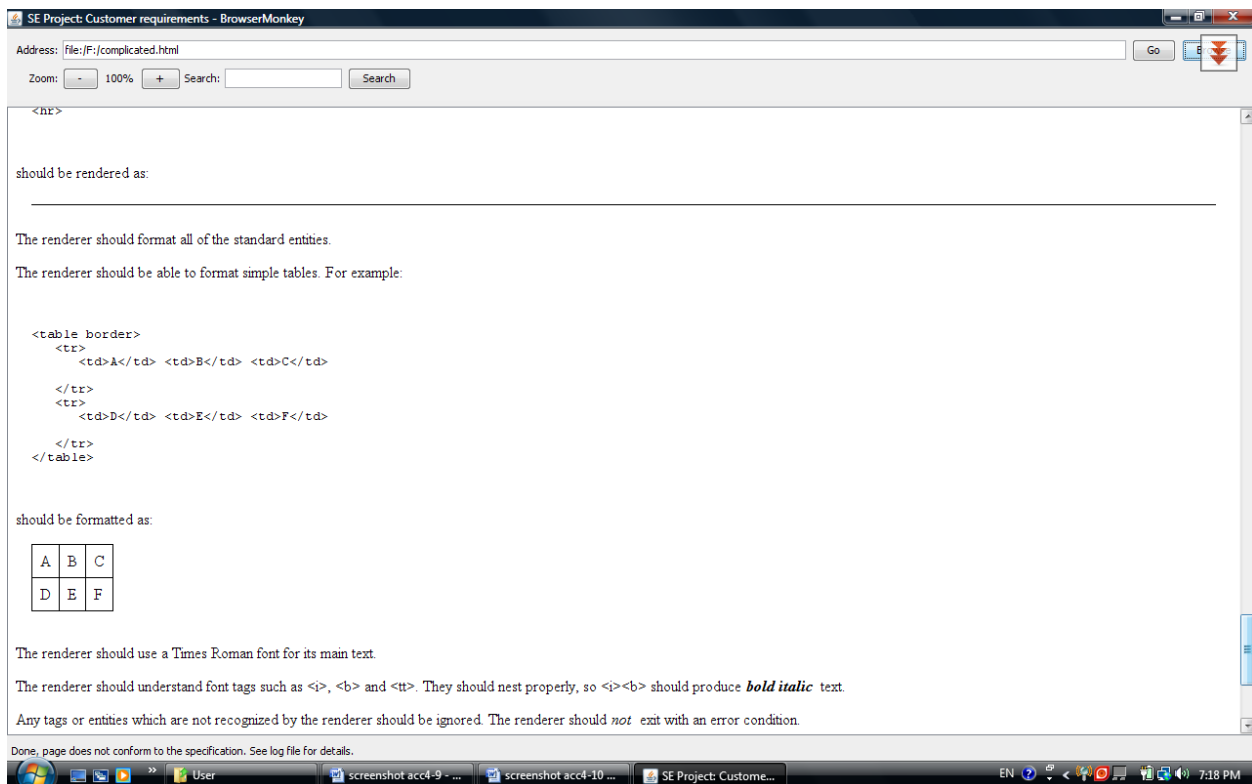 SE Project: Customer requirements - BrowserMonkey
Address: file:/F:/complicated.html Go
Zoom: - 100% + Search: Search
<hr>
should be rendered as:
The renderer should format all of the standard entities.
The renderer should be able to format simple tables. For example:
<table border>
<tr>
<td>A</td> <td>B</td> <td>C</td>
</tr>
<tr>
<td>D</td> <td>E</td> <td>F</td>
</tr>
</table>
should be formatted as:
A B C
D E F
The renderer should use a Times Roman font for its main text.
The renderer should understand font tags such as <i>, <b> and <tt>. They should nest properly, so <i><b> should produce bold italic text.
Any tags or entities which are not recognized by the renderer should be ignored. The renderer should not exit with an error condition.
Done, page does not conform to the specification. See log file for details.
User screenshot acc4-9 - ... screenshot acc4-10 ... SE Project: Custome... EN 7:18 PM